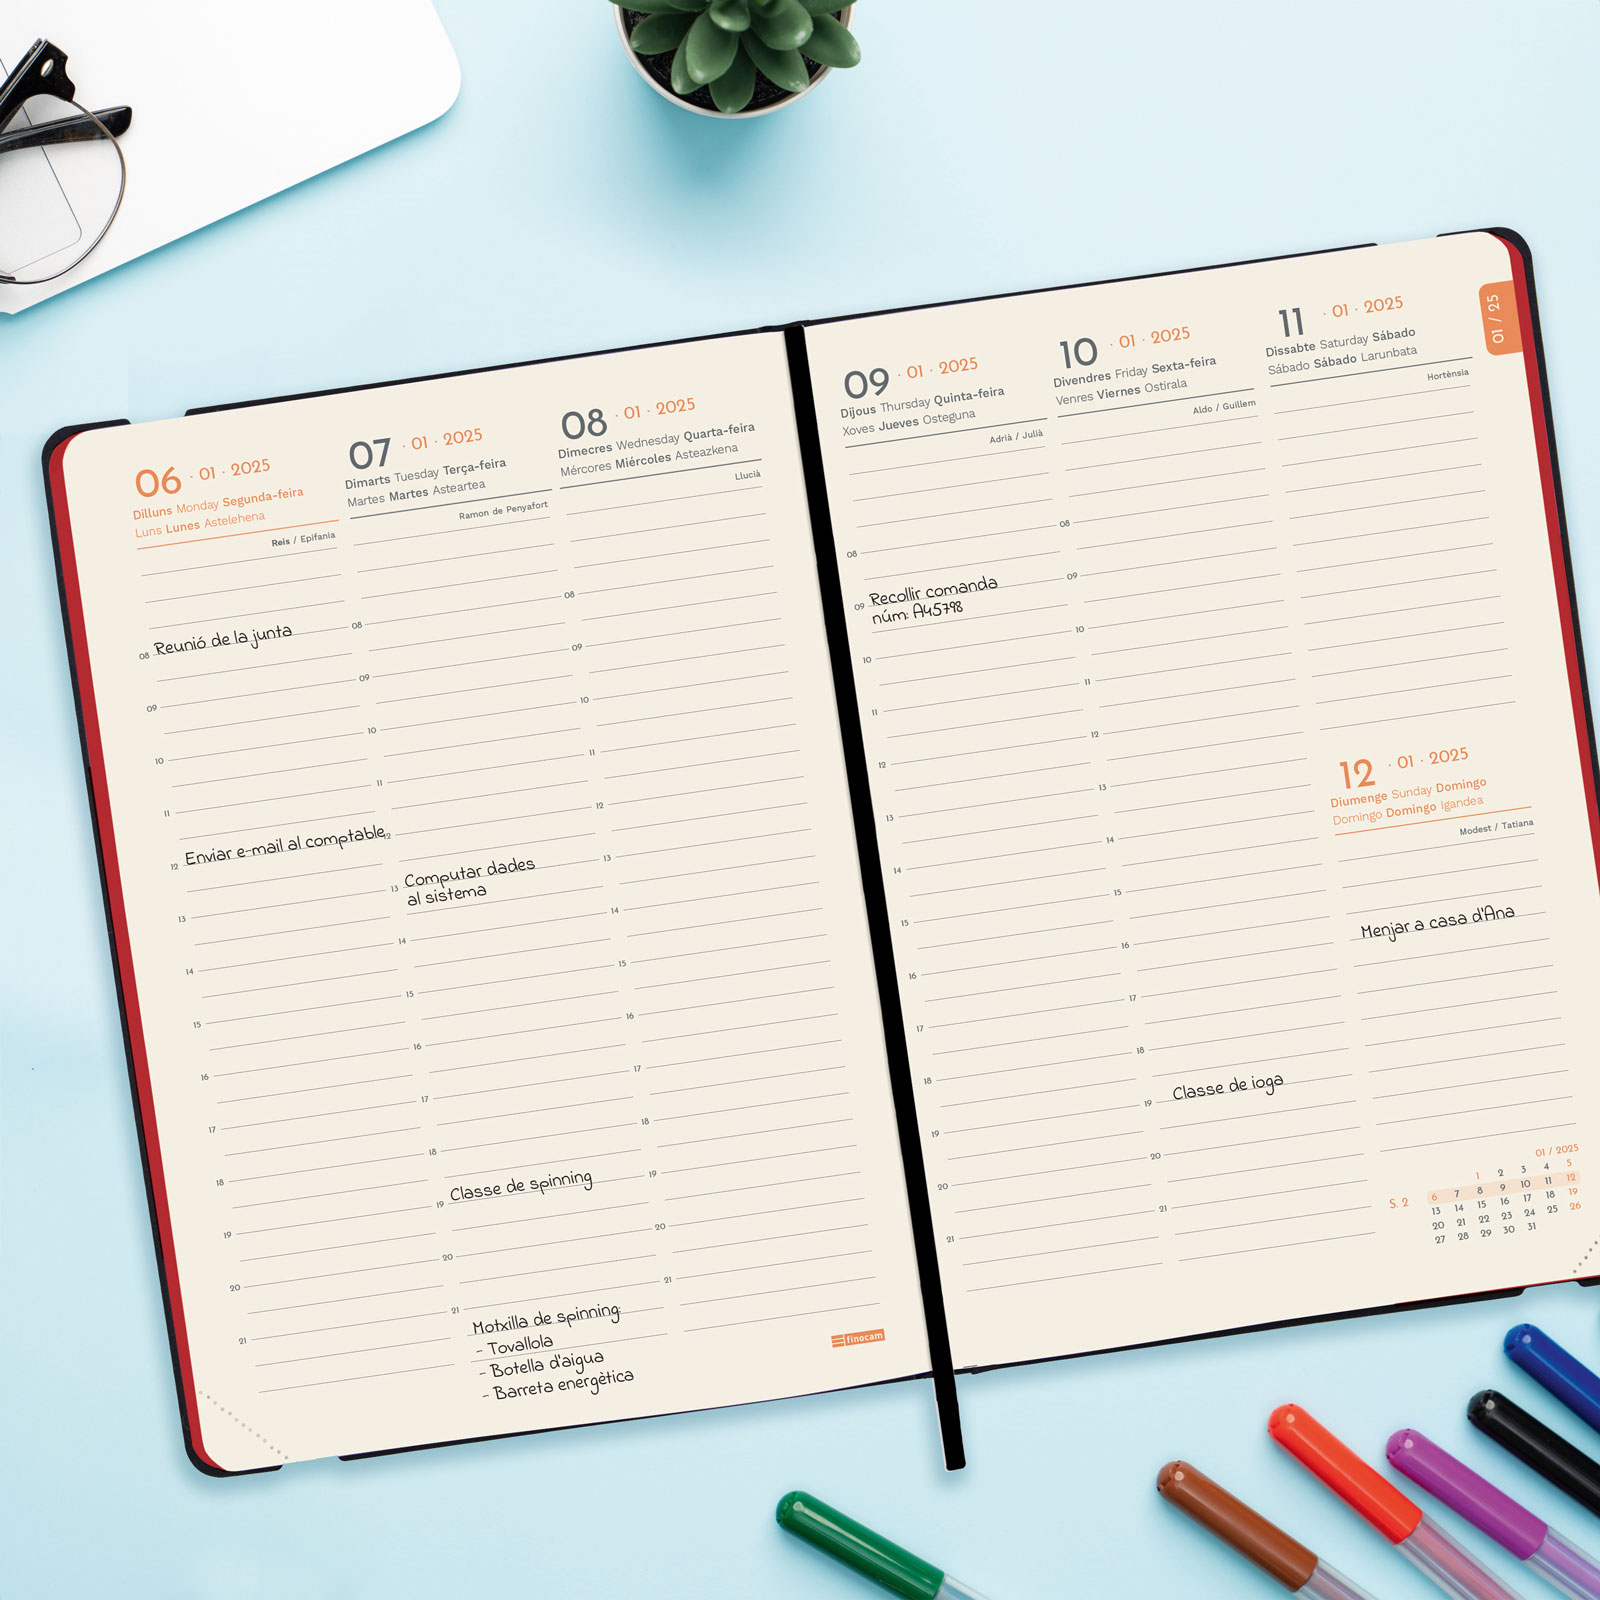 06 · 01 · 2025
Dilluns Monday Segunda-feira
Luns Lunes Astelehena
Reis / Epifania
08 Reunió de la junta
09
10
11
12 Enviar e-mail al comptable
13
14
15
16
17
18
19
20
21
07 · 01 · 2025
Dimarts Tuesday Terça-feira
Martes Martes Asteartea
Ramon de Penyafort
08
09
10
11
12
13 Computar dades
al sistema
14
15
16
17
18
19 Classe de spinning
20
21
Motxilla de spinning:
- Tovallola
- Botella d'aigua
- Barreta energètica
08 · 01 · 2025
Dimecres Wednesday Quarta-feira
Mércores Miércoles Asteazkena
Llucià
08
09
10
11
12
13
14
15
16
17
18
19
20
21
finocam
09 · 01 · 2025
Dijous Thursday Quinta-feira
Xoves Jueves Osteguna
Adrià / Julià
08
09 Recollir comanda
núm: A45798
10
11
12
13
14
15
16
17
18
19
20
21
10 · 01 · 2025
Divendres Friday Sexta-feira
Venres Viernes Ostirala
Aldo / Guillem
08
09
10
11
12
13
14
15
16
17
18
19 Classe de ioga
20
21
11 · 01 · 2025
Dissabte Saturday Sábado
Sábado Sábado Larunbata
Hortènsia
01 / 25
12 · 01 · 2025
Diumenge Sunday Domingo
Domingo Domingo Igandea
Modest / Tatiana
Menjar a casa d'Ana
01 / 2025
1 2 3 4 5
S. 2 6 7 8 9 10 11 12
13 14 15 16 17 18 19
20 21 22 23 24 25 26
27 28 29 30 31